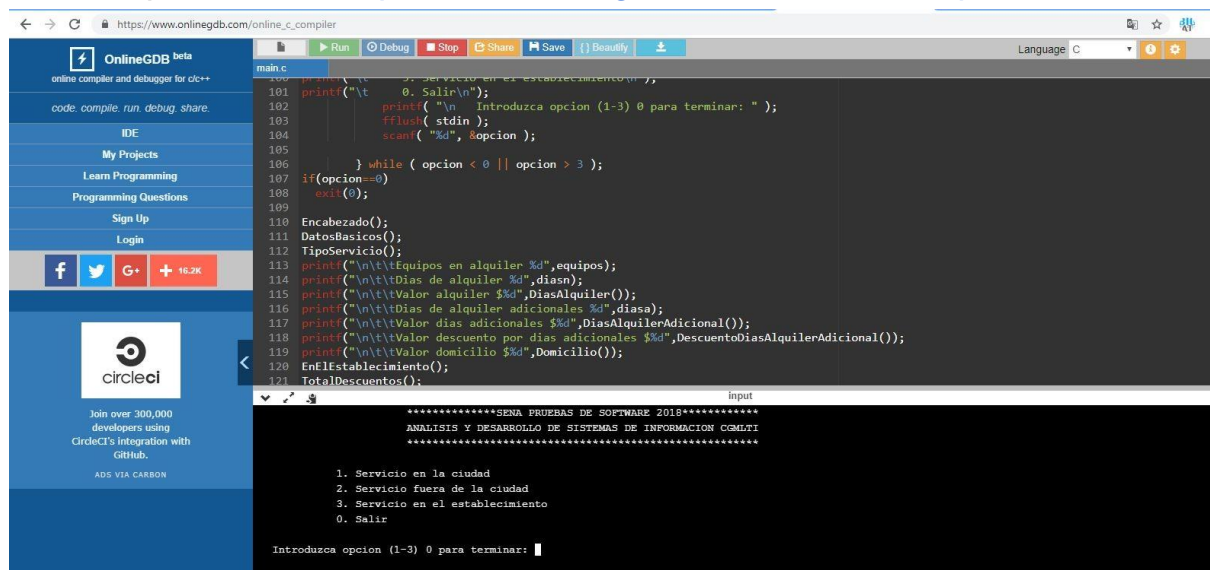 https://www.onlinegdb.com/online_c_compiler
OnlineGDB beta
online compiler and debugger for c/c++
code. compile. run. debug. share.
IDE
My Projects
Learn Programming
Programming Questions
Sign Up
Login
f G+ + 16.2K
circleci
Join over 300,000
developers using
CircleCI's integration with
GitHub.
ADS VIA CARBON
Run Debug Stop Share Save { } Beautify
Language C
main.c
100 printf( "\t 3. Servicio en el establecimiento\n");
101 printf("\t 0. Salir\n");
102 printf( "\n Introduzca opcion (1-3) 0 para terminar: " );
103 fflush( stdin );
104 scanf( "%d", &opcion );
105
106 } while ( opcion < 0 || opcion > 3 );
107 if(opcion==0)
108 exit(0);
109
110 Encabezado();
111 DatosBasicos();
112 TipoServicio();
113 printf("\n\t\tEquipos en alquiler %d",equipos);
114 printf("\n\t\tDias de alquiler %d",diasn);
115 printf("\n\t\tValor alquiler $%d",DiasAlquiler());
116 printf("\n\t\tDias de alquiler adicionales %d",diasa);
117 printf("\n\t\tValor dias adicionales $%d",DiasAlquilerAdicional());
118 printf("\n\t\tValor descuento por dias adicionales $%d",DescuentoDiasAlquilerAdicional());
119 printf("\n\t\tValor domicilio $%d",Domicilio());
120 EnElEstablecimiento();
121 TotalDescuentos();
input
**************SENA PRUEBAS DE SOFTWARE 2018************
ANALISIS Y DESARROLLO DE SISTEMAS DE INFORMACION CGMLTI
*******************************************************
1. Servicio en la ciudad
2. Servicio fuera de la ciudad
3. Servicio en el establecimiento
0. Salir
Introduzca opcion (1-3) 0 para terminar: